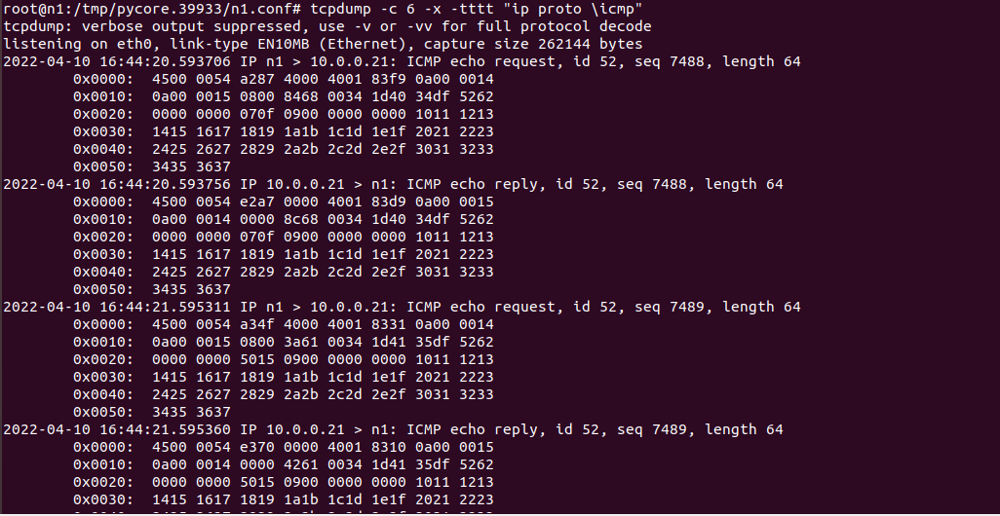 root@n1:/tmp/pycore.39933/n1.conf# tcpdump -c 6 -x -tttt "ip proto \icmp"
tcpdump: verbose output suppressed, use -v or -vv for full protocol decode
listening on eth0, link-type EN10MB (Ethernet), capture size 262144 bytes
2022-04-10 16:44:20.593706 IP n1 > 10.0.0.21: ICMP echo request, id 52, seq 7488, length 64
0x0000:  4500 0054 a287 4000 4001 83f9 0a00 0014
0x0010:  0a00 0015 0800 8468 0034 1d40 34df 5262
0x0020:  0000 0000 070f 0900 0000 0000 1011 1213
0x0030:  1415 1617 1819 1a1b 1c1d 1e1f 2021 2223
0x0040:  2425 2627 2829 2a2b 2c2d 2e2f 3031 3233
0x0050:  3435 3637
2022-04-10 16:44:20.593756 IP 10.0.0.21 > n1: ICMP echo reply, id 52, seq 7488, length 64
0x0000:  4500 0054 e2a7 0000 4001 83d9 0a00 0015
0x0010:  0a00 0014 0000 8c68 0034 1d40 34df 5262
0x0020:  0000 0000 070f 0900 0000 0000 1011 1213
0x0030:  1415 1617 1819 1a1b 1c1d 1e1f 2021 2223
0x0040:  2425 2627 2829 2a2b 2c2d 2e2f 3031 3233
0x0050:  3435 3637
2022-04-10 16:44:21.595311 IP n1 > 10.0.0.21: ICMP echo request, id 52, seq 7489, length 64
0x0000:  4500 0054 a34f 4000 4001 8331 0a00 0014
0x0010:  0a00 0015 0800 3a61 0034 1d41 35df 5262
0x0020:  0000 0000 5015 0900 0000 0000 1011 1213
0x0030:  1415 1617 1819 1a1b 1c1d 1e1f 2021 2223
0x0040:  2425 2627 2829 2a2b 2c2d 2e2f 3031 3233
0x0050:  3435 3637
2022-04-10 16:44:21.595360 IP 10.0.0.21 > n1: ICMP echo reply, id 52, seq 7489, length 64
0x0000:  4500 0054 e370 0000 4001 8310 0a00 0015
0x0010:  0a00 0014 0000 4261 0034 1d41 35df 5262
0x0020:  0000 0000 5015 0900 0000 0000 1011 1213
0x0030:  1415 1617 1819 1a1b 1c1d 1e1f 2021 2223